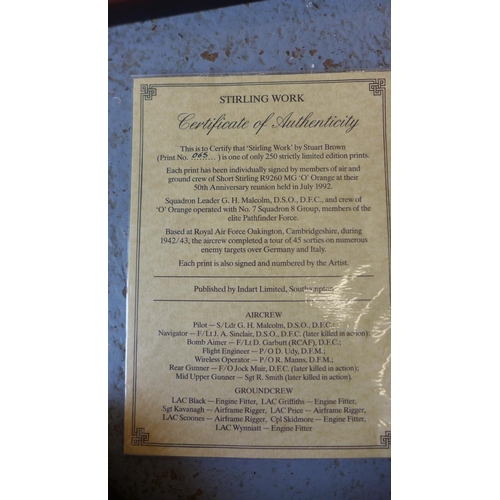 STIRLING WORK
Certificate of Authenticity
This is to Certify that 'Stirling Work' by Stuart Brown
(Print No. 065 ...) is one of only 250 strictly limited edition prints.
Each print has been individually signed by members of air and
ground crew of Short Stirling R9260 MG 'O' Orange at their
50th Anniversary reunion held in July 1992.
Squadron Leader G. H. Malcolm, D.S.O., D.F.C., and crew of
'O' Orange operated with No. 7 Squadron 8 Group, members of the
elite Pathfinder Force.
Based at Royal Air Force Oakington, Cambridgeshire, during
1942/43, the aircrew completed a tour of 45 sorties on numerous
enemy targets over Germany and Italy.
Each print is also signed and numbered by the Artist.
Published by Indart Limited, Southampton
AIRCREW
Pilot — S/Ldr G. H. Malcolm, D.S.O., D.F.C.;
Navigator — F/Lt J. A. Sinclair, D.S.O., D.F.C. (later killed in action);
Bomb Aimer — F/Lt D. Garbutt (RCAF), D.F.C.;
Flight Engineer — P/O D. Udy, D.F.M.;
Wireless Operator — P/O R. Manns, D.F.M.;
Rear Gunner — F/O Jock Muir, D.F.C. (later killed in action);
Mid Upper Gunner — Sgt R. Smith (later killed in action).
GROUNDCREW
LAC Black — Engine Fitter, LAC Griffiths — Engine Fitter,
Sgt Kavanagh — Airframe Rigger, LAC Price — Airframe Rigger,
LAC Scoones — Airframe Rigger, Cpl Skidmore — Engine Fitter,
LAC Wynniatt — Engine Fitter